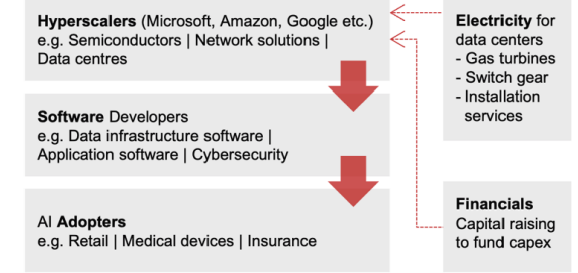 Hyperscalers (Microsoft, Amazon, Google etc.)
e.g. Semiconductors | Network solutions |
Data centres
Software Developers
e.g. Data infrastructure software |
Application software | Cybersecurity
AI Adopters
e.g. Retail | Medical devices | Insurance
Electricity for
data centers
- Gas turbines
- Switch gear
- Installation
services
Financials
Capital raising
to fund capex